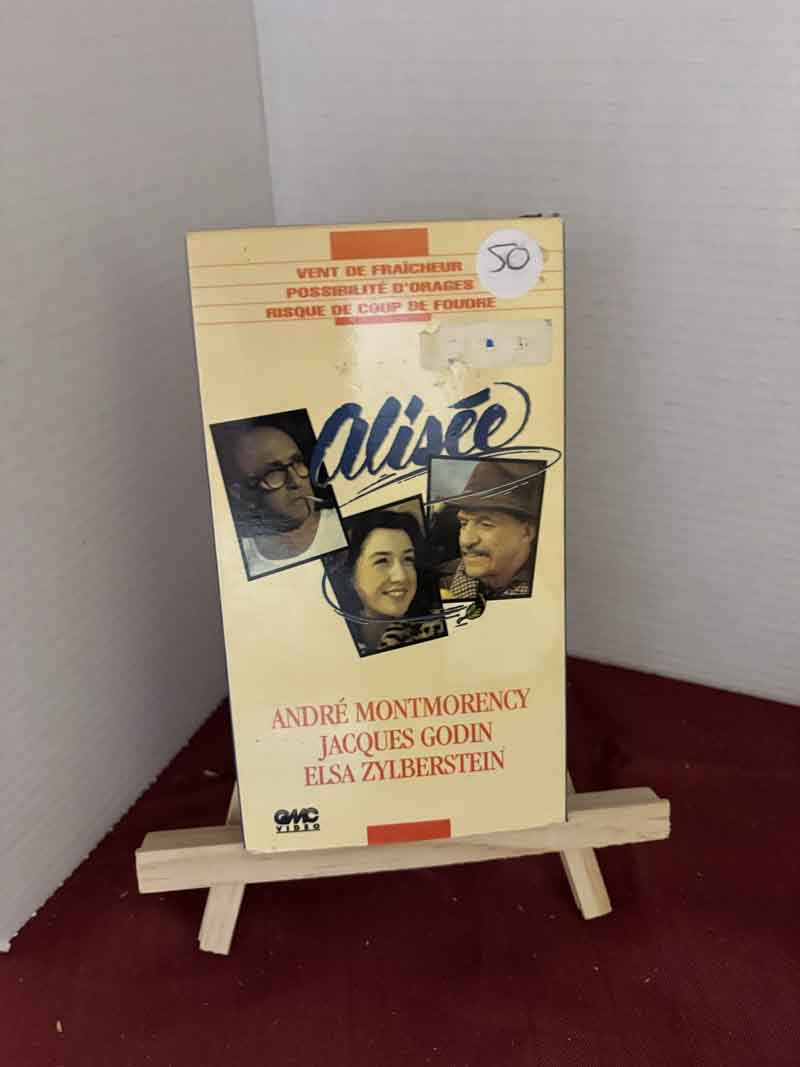 VENT DE FRAÎCHEUR
POSSIBILITÉ D'ORAGES
RISQUE DE COUP DE FOUDRE
50
Alisée
ANDRÉ MONTMORENCY
JACQUES GODIN
ELSA ZYLBERSTEIN
GMC
VIDEO